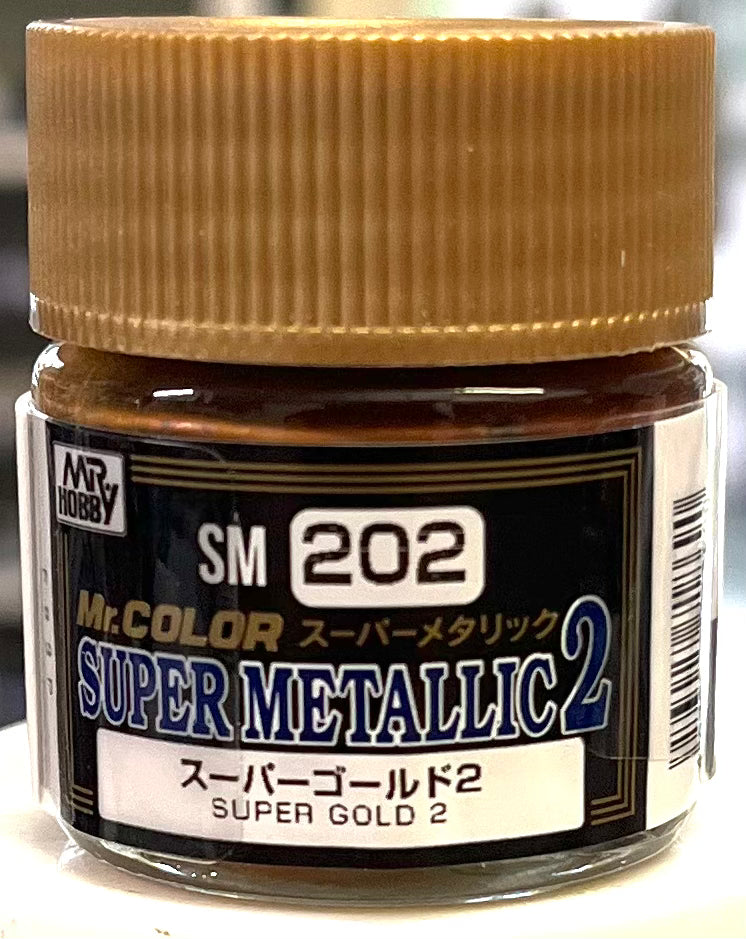 MR.
HOBBY
SM 202
Mr.COLOR スーパーメタリック
SUPER METALLIC 2
スーパーゴールド2
SUPER GOLD 2